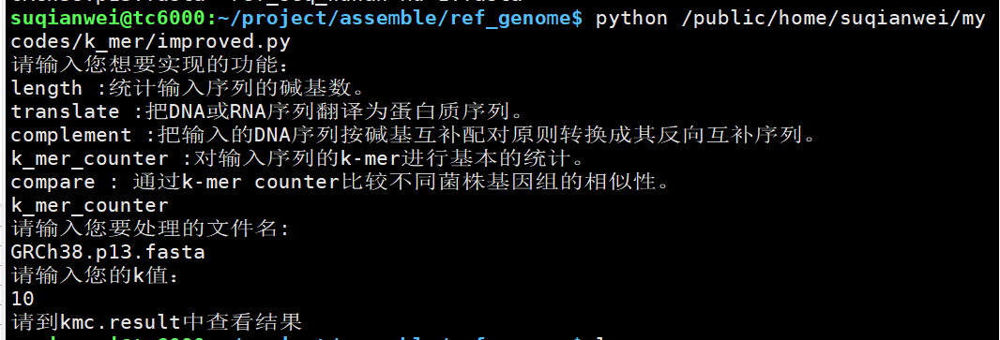 suqianwei@tc6000:~/project/assemble/ref_genome$ python /public/home/suqianwei/my
codes/k_mer/improved.py
请输入您想要实现的功能：
length :统计输入序列的碱基数。
translate :把DNA或RNA序列翻译为蛋白质序列。
complement :把输入的DNA序列按碱基互补配对原则转换成其反向互补序列。
k_mer_counter :对输入序列的k-mer进行基本的统计。
compare : 通过k-mer counter比较不同菌株基因组的相似性。
k_mer_counter
请输入您要处理的文件名:
GRCh38.p13.fasta
请输入您的k值：
10
请到kmc.result中查看结果